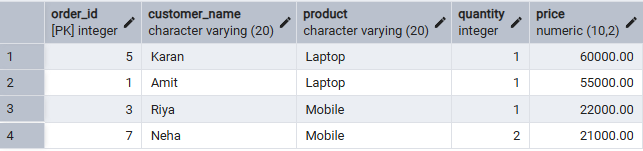 order_id customer_name product quantity price
[PK] integer character varying (20) character varying (20) integer numeric (10,2)
1 5 Karan Laptop 1 60000.00
2 1 Amit Laptop 1 55000.00
3 3 Riya Mobile 1 22000.00
4 7 Neha Mobile 2 21000.00